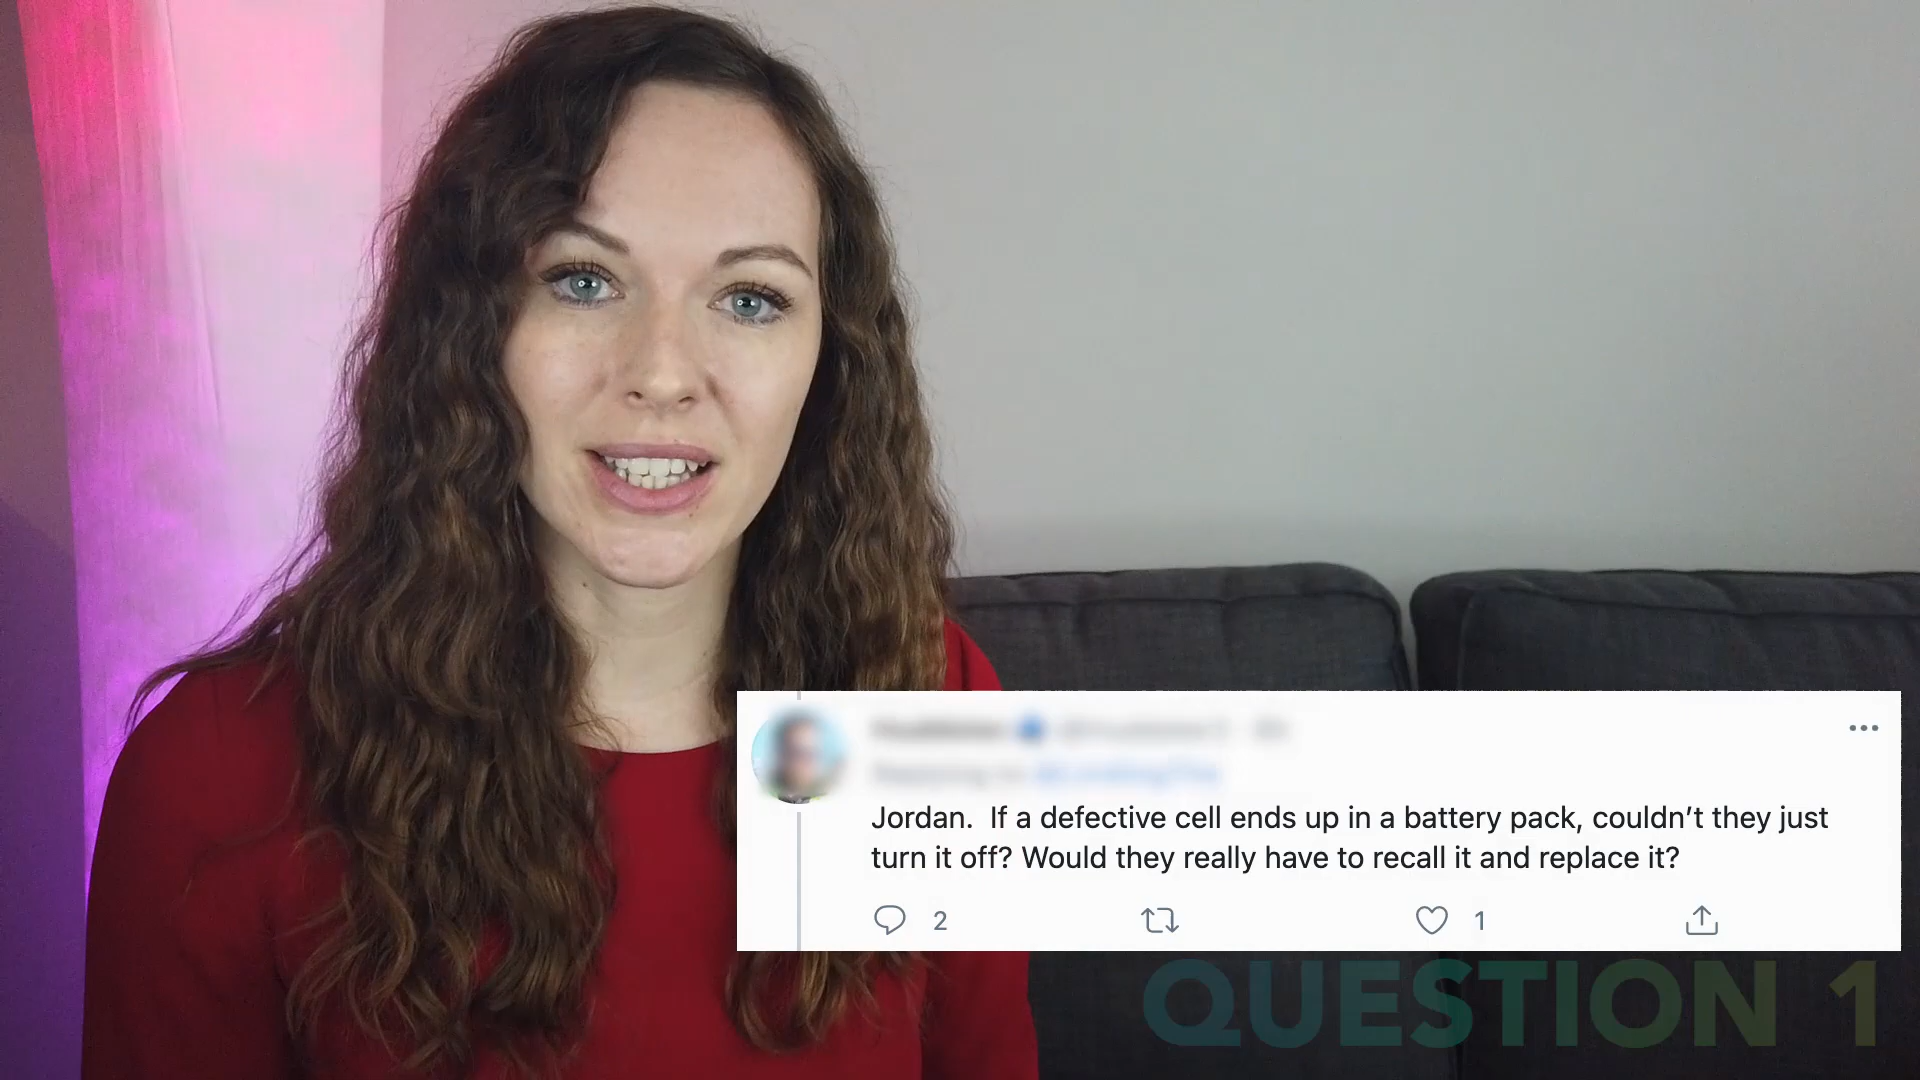 Jordan.  If a defective cell ends up in a battery pack, couldn’t they just
turn it off? Would they really have to recall it and replace it?
2
1
QUESTION 1